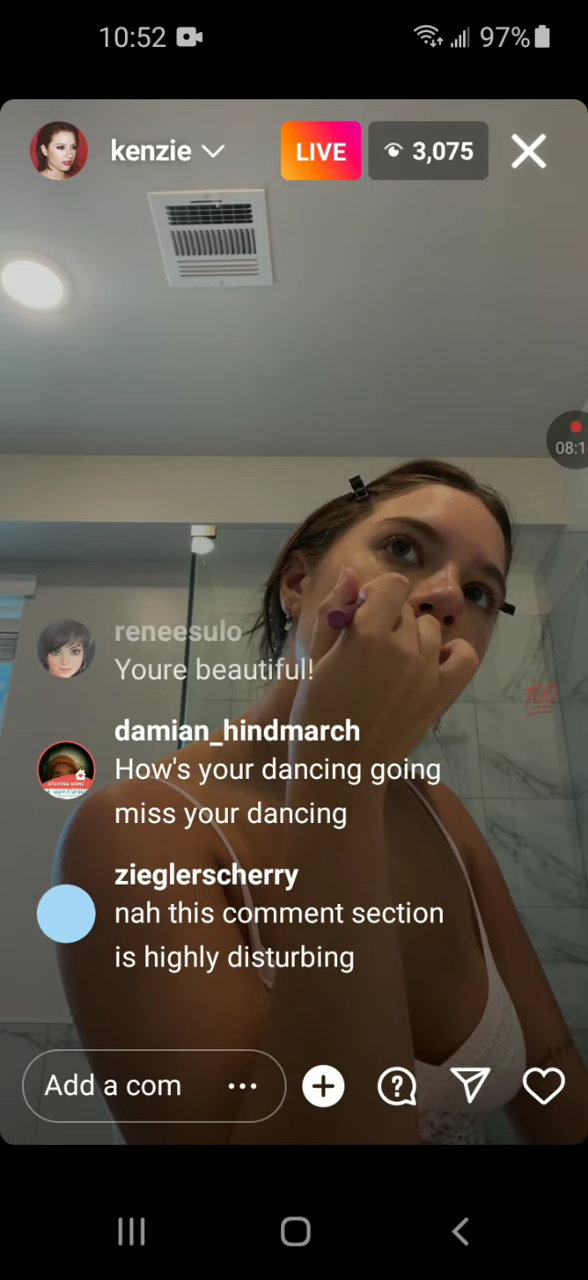 10:52
97%
kenzie
LIVE
3,075
08:1
reneesulo
Youre beautiful!
damian_hindmarch
How's your dancing going
miss your dancing
100
zieglerscherry
nah this comment section
is highly disturbing
Add a com